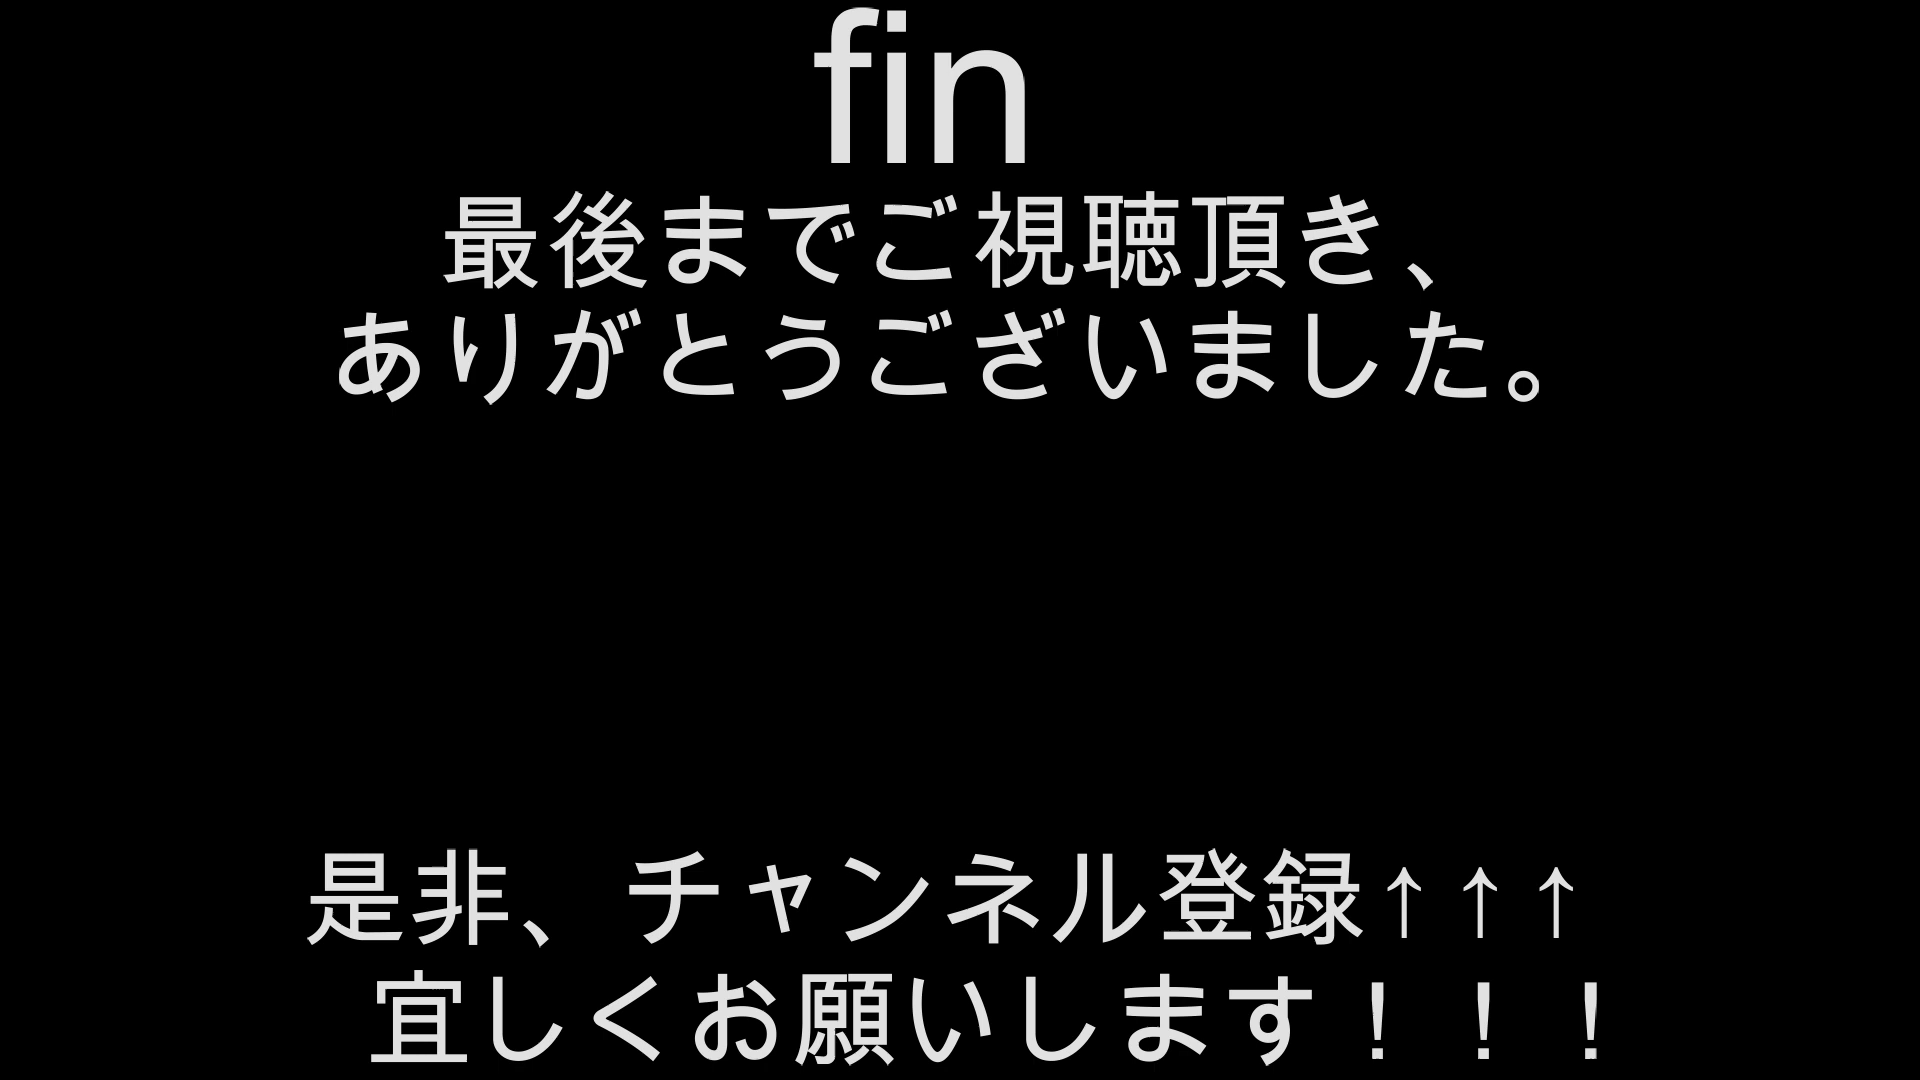 fin
最後までご視聴頂き、
ありがとうございました。
是非、チャンネル登録↑↑↑
宜しくお願いします！！！